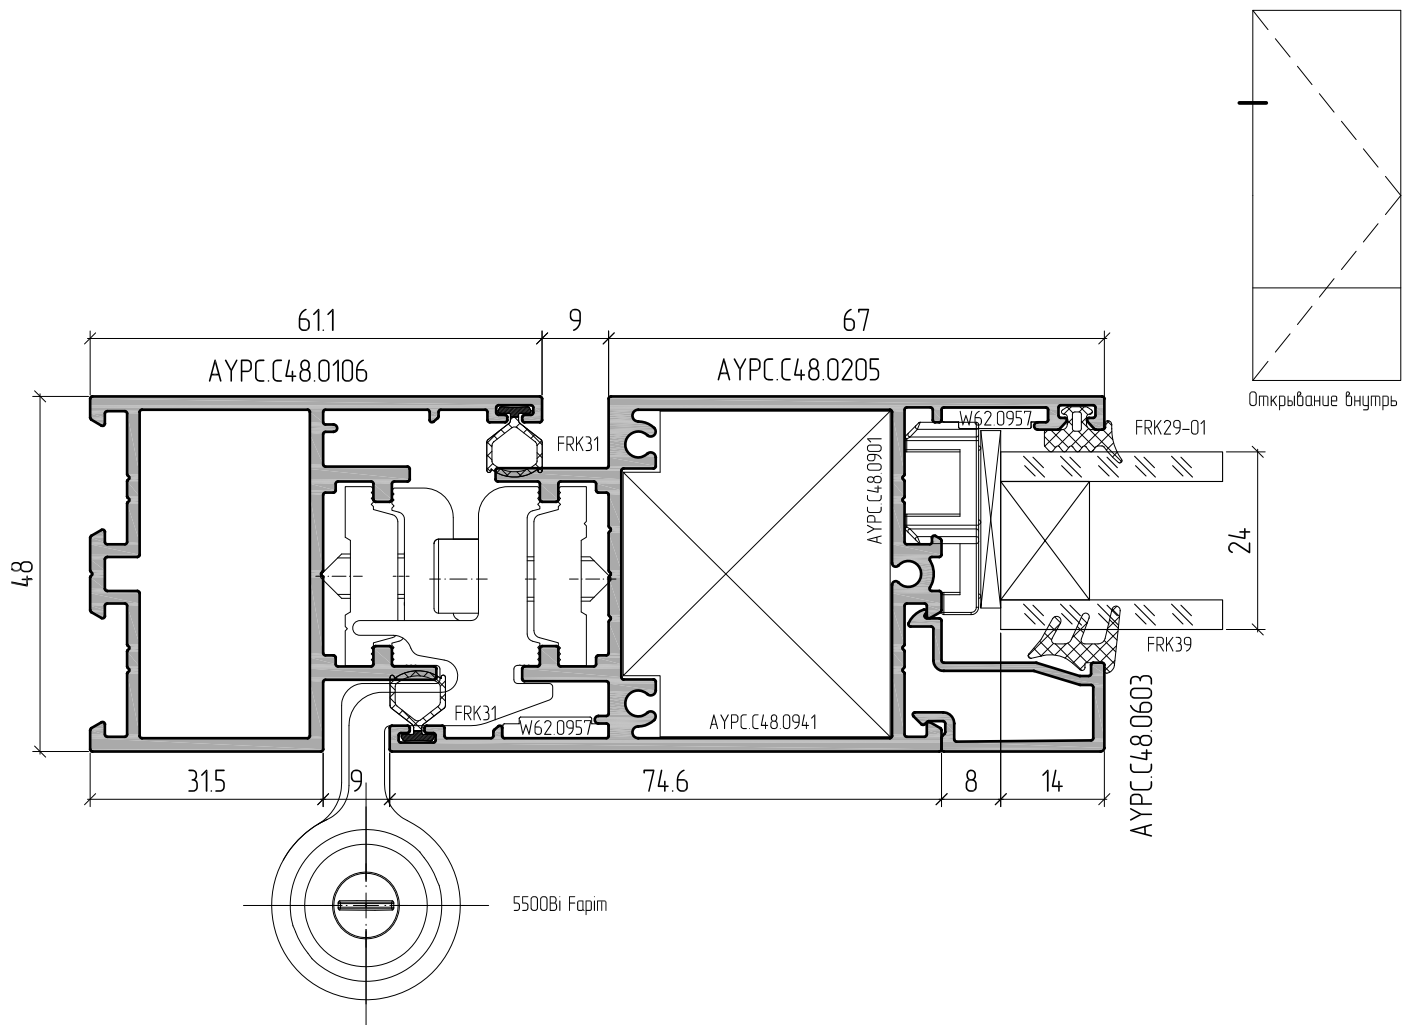 61.1
9
67
AYPC.C48.0106
AYPC.C48.0205
Открывание внутрь
W62.0957
FRK29-01
FRK31
AYPC.C48.0901
24
48
FRK39
FRK31
W62.0957
AYPC.C48.0941
AYPC.C48.0603
31.5
9
74.6
8
14
5500Bi Fapim